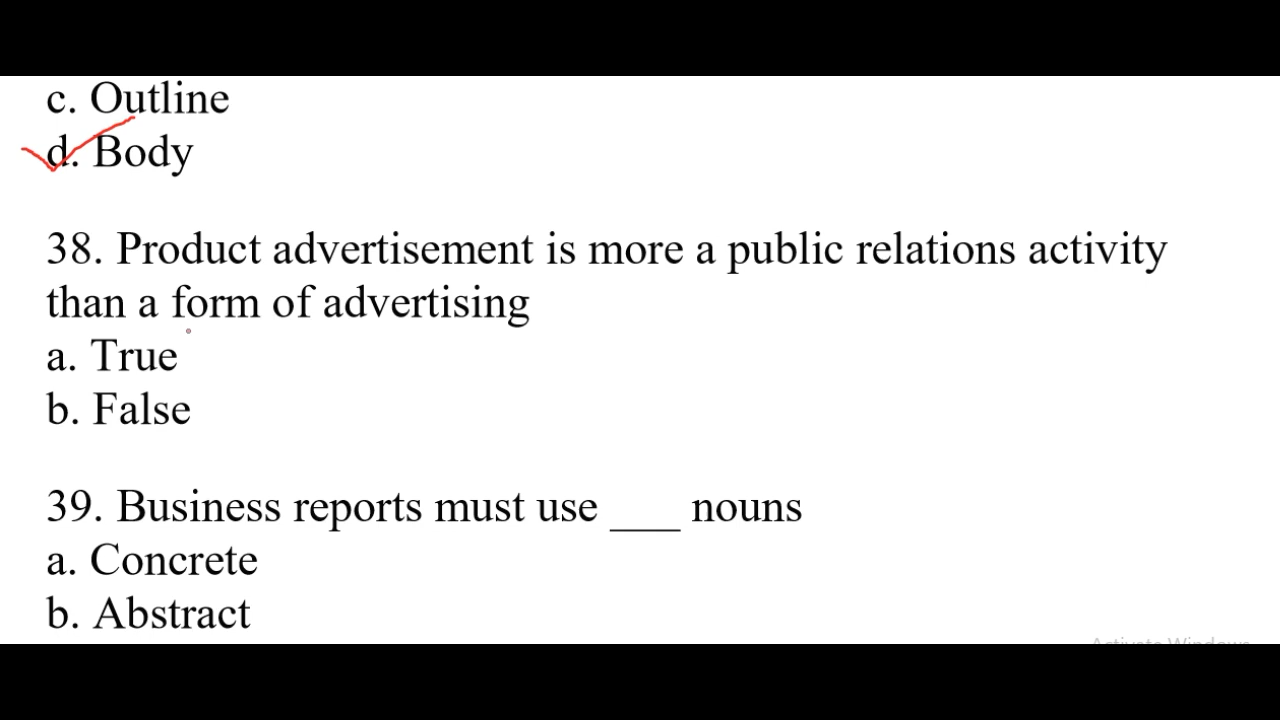 c. Outline
d. Body
38. Product advertisement is more a public relations activity
than a form of advertising
a. True
b. False
39. Business reports must use ___ nouns
a. Concrete
b. Abstract